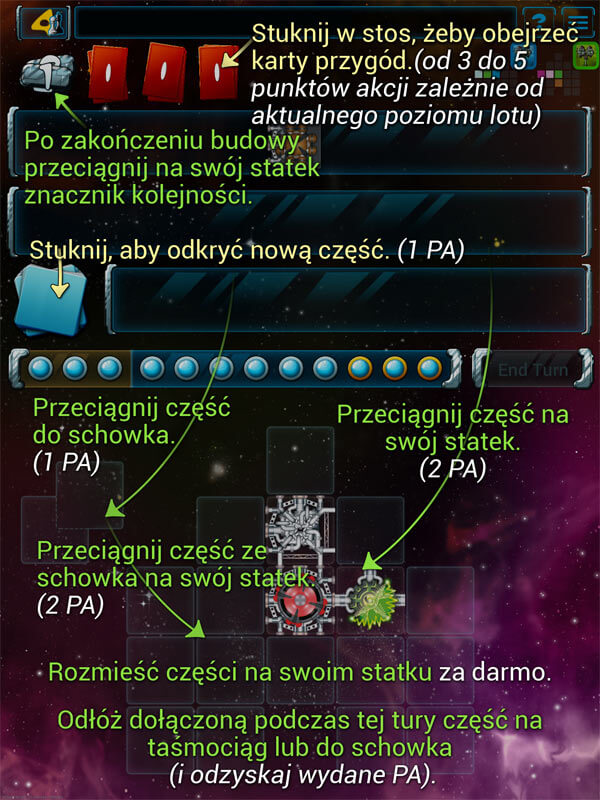 Stuknij w stos, żeby obejrzeć
karty przygód.(od 3 do 5
punktów akcji zależnie od
aktualnego poziomu lotu)
Po zakończeniu budowy
przeciągnij na swój statek
znacznik kolejności.
Stuknij, aby odkryć nową część. (1 PA)
End Turn
Przeciągnij część
do schowka.
(1 PA)
Przeciągnij część na
swój statek.
(2 PA)
Przeciągnij część ze
schowka na swój statek.
(2 PA)
Rozmieść części na swoim statku za darmo.
Odłóż dołączoną podczas tej tury część na
taśmociąg lub do schowka
(i odzyskaj wydane PA).